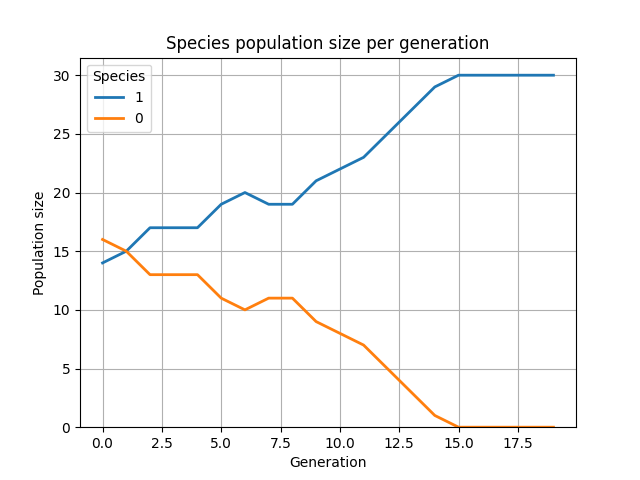 Species population size per generation
Species
1
0
30
25
20
15
10
5
0
Population size
0.0 2.5 5.0 7.5 10.0 12.5 15.0 17.5
Generation